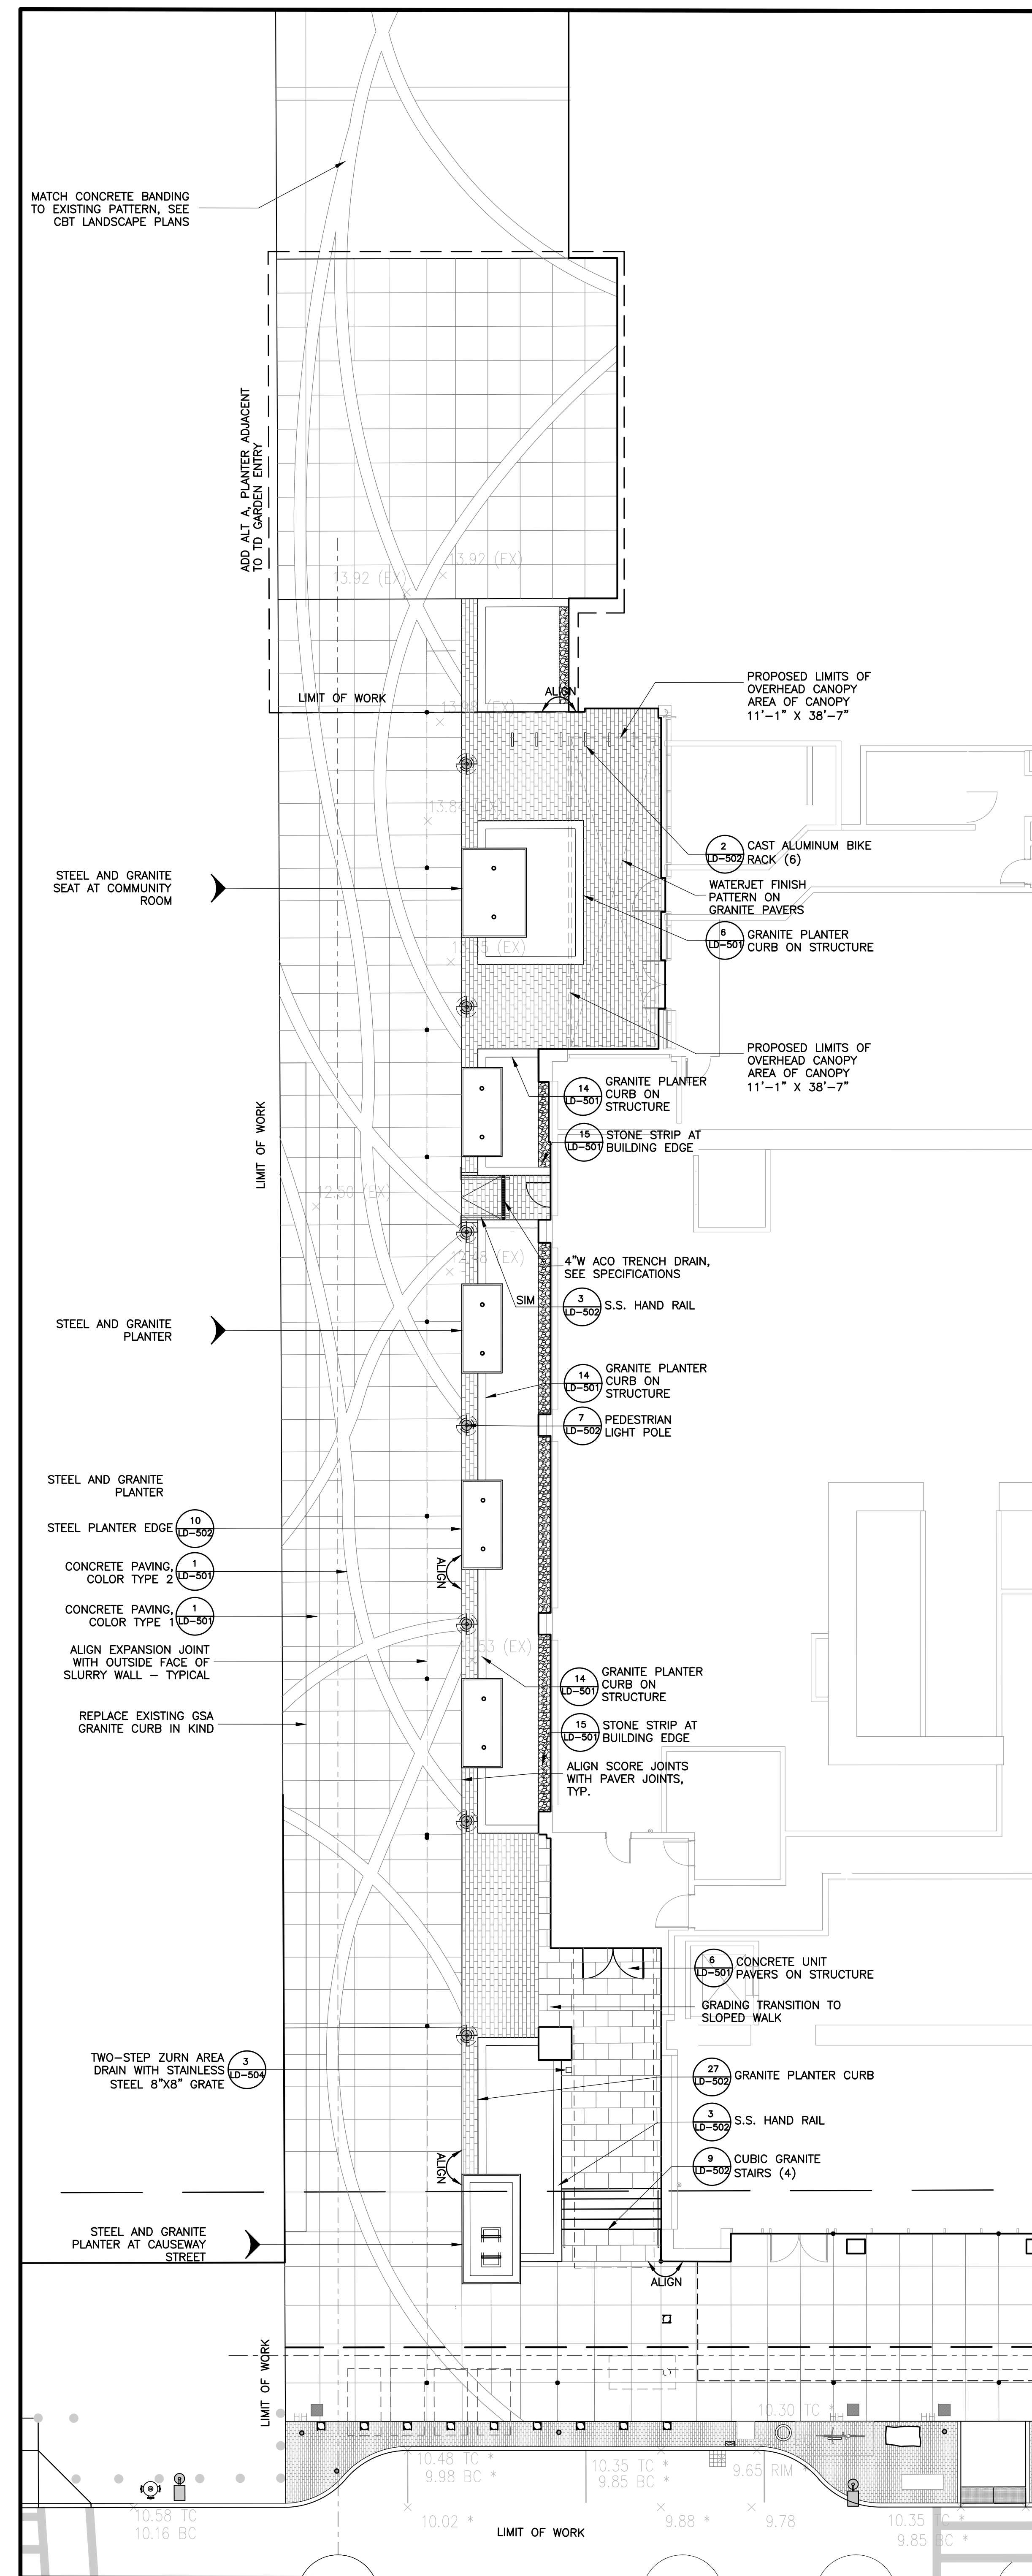 MATCH CONCRETE BANDING
TO EXISTING PATTERN, SEE
CBT LANDSCAPE PLANS
ADD ALT A, PLANTER ADJACENT
TO TD GARDEN ENTRY
13.92 (EX)
13.92 (EX)
LIMIT OF WORK
ALIGN
PROPOSED LIMITS OF
OVERHEAD CANOPY
AREA OF CANOPY
11'-1" X 38'-7"
13.84 (EX)
2
LD-502
CAST ALUMINUM BIKE
RACK (6)
STEEL AND GRANITE
SEAT AT COMMUNITY
ROOM
WATERJET FINISH
PATTERN ON
GRANITE PAVERS
6
LD-501
GRANITE PLANTER
CURB ON STRUCTURE
(EX)
PROPOSED LIMITS OF
OVERHEAD CANOPY
AREA OF CANOPY
11'-1" X 38'-7"
14
LD-501
GRANITE PLANTER
CURB ON
STRUCTURE
LIMIT OF WORK
15
LD-501
STONE STRIP AT
BUILDING EDGE
12.50 (EX)
(EX)
4"W ACO TRENCH DRAIN,
SEE SPECIFICATIONS
SIM
3
LD-502
S.S. HAND RAIL
STEEL AND GRANITE
PLANTER
14
LD-501
GRANITE PLANTER
CURB ON
STRUCTURE
7
LD-502
PEDESTRIAN
LIGHT POLE
STEEL AND GRANITE
PLANTER
STEEL PLANTER EDGE
10
LD-502
CONCRETE PAVING,
COLOR TYPE 2
1
LD-501
ALIGN
CONCRETE PAVING,
COLOR TYPE 1
1
LD-501
ALIGN EXPANSION JOINT
WITH OUTSIDE FACE OF
SLURRY WALL – TYPICAL
(EX)
14
LD-501
GRANITE PLANTER
CURB ON
STRUCTURE
REPLACE EXISTING GSA
GRANITE CURB IN KIND
15
LD-501
STONE STRIP AT
BUILDING EDGE
ALIGN SCORE JOINTS
WITH PAVER JOINTS,
TYP.
6
LD-501
CONCRETE UNIT
PAVERS ON STRUCTURE
GRADING TRANSITION TO
SLOPED WALK
TWO-STEP ZURN AREA
DRAIN WITH STAINLESS
STEEL 8"X8" GRATE
3
LD-504
27
LD-502
GRANITE PLANTER CURB
3
LD-502
S.S. HAND RAIL
ALIGN
9
LD-502
CUBIC GRANITE
STAIRS (4)
STEEL AND GRANITE
PLANTER AT CAUSEWAY
STREET
ALIGN
LIMIT OF WORK
10.30 TC *
10.48 TC *
9.98 BC *
10.35 TC *
9.85 BC *
9.65 RIM *
10.58 TC
10.16 BC
10.02 *
9.88 *
9.78
10.35 TC *
9.85 BC *
LIMIT OF WORK